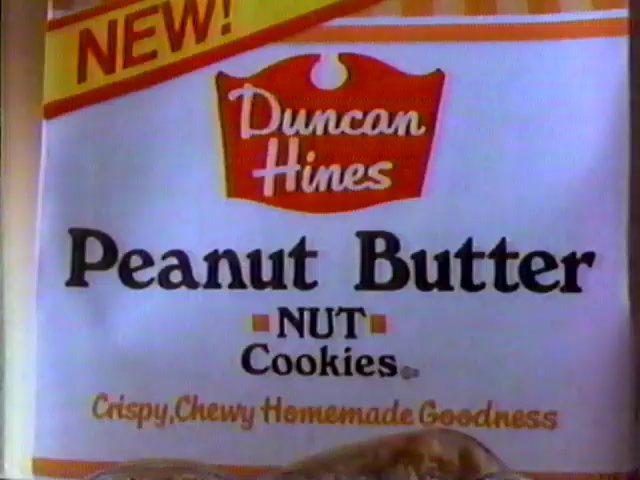 NEW!
Duncan
Hines
Peanut Butter
NUT
Cookies
Crispy, Chewy Homemade Goodness